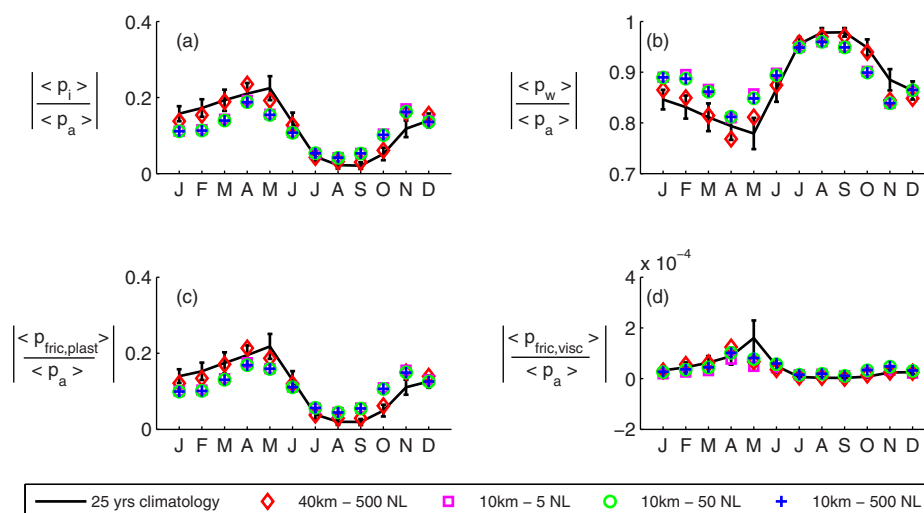 (a)
0.4
0.2
0
| < p_i > / < p_a > |
J F M A M J J A S O N D
(b)
1
0.9
0.8
0.7
| < p_w > / < p_a > |
J F M A M J J A S O N D
(c)
0.4
0.2
0
| < p_fric,plast > / < p_a > |
J F M A M J J A S O N D
(d)
x 10^−4
4
2
0
−2
| < p_fric,visc > / < p_a > |
J F M A M J J A S O N D
25 yrs climatology
40km − 500 NL
10km − 5 NL
10km − 50 NL
10km − 500 NL